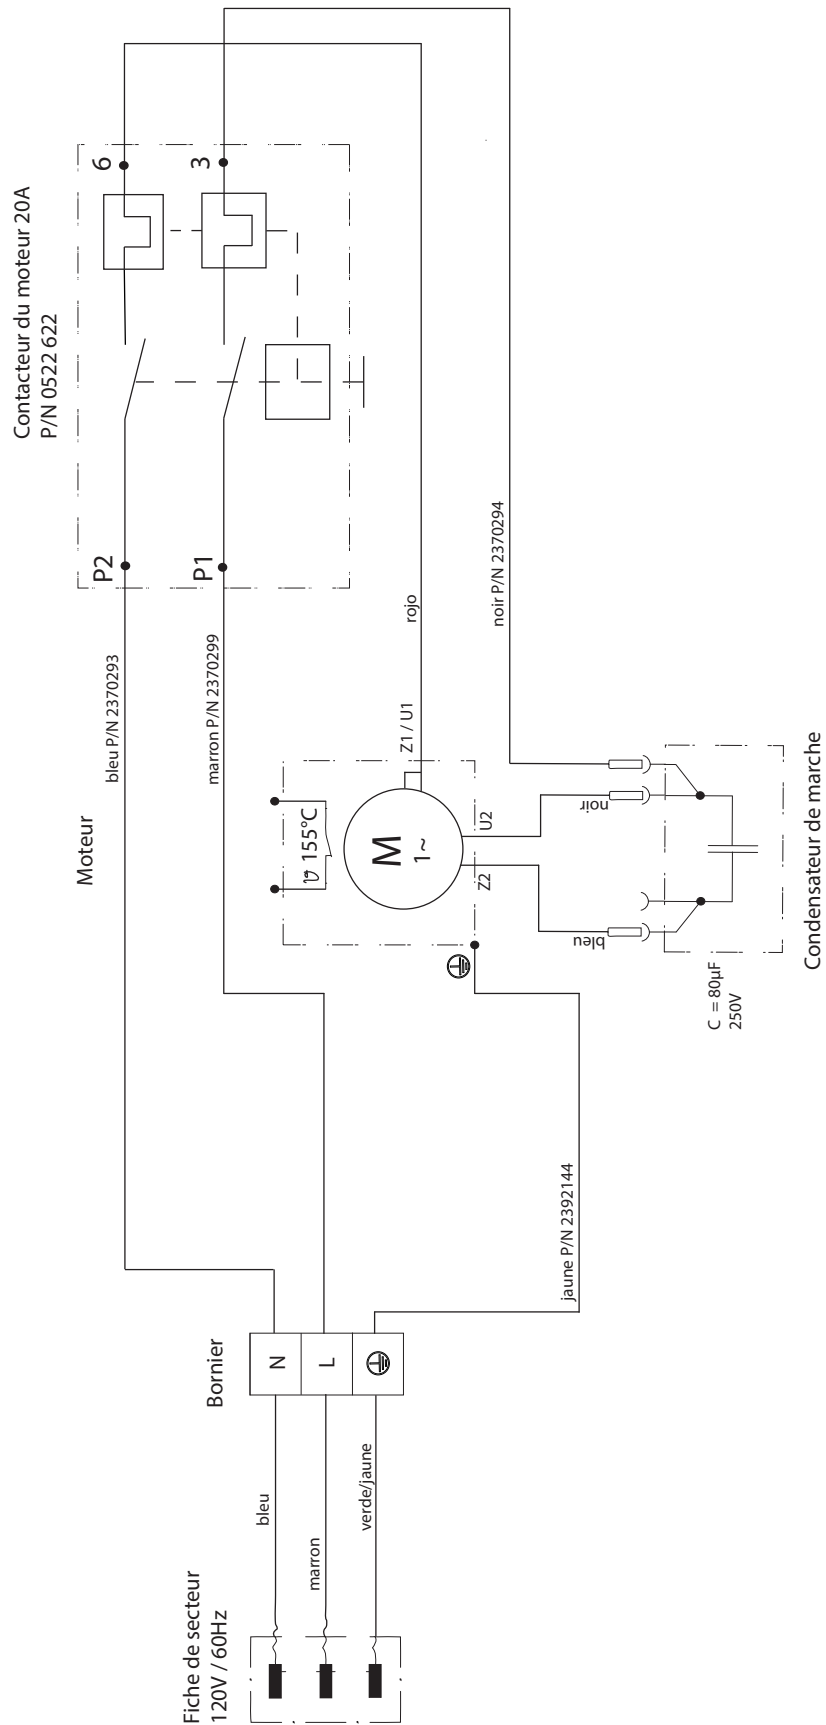 Fiche de secteur
120V / 60Hz
bleu
marron
verde/jaune
Bornier
N
L
jaune P/N 2392144
Moteur
bleu P/N 2370293
marron P/N 2370299
ϑ 155°C
M
1~
Z1 / U1
U2
Z2
rojo
noir P/N 2370294
noir
bleu
C = 80µF
250V
Condensateur de marche
Contacteur du moteur 20A
P/N 0522 622
P2
P1
6
3